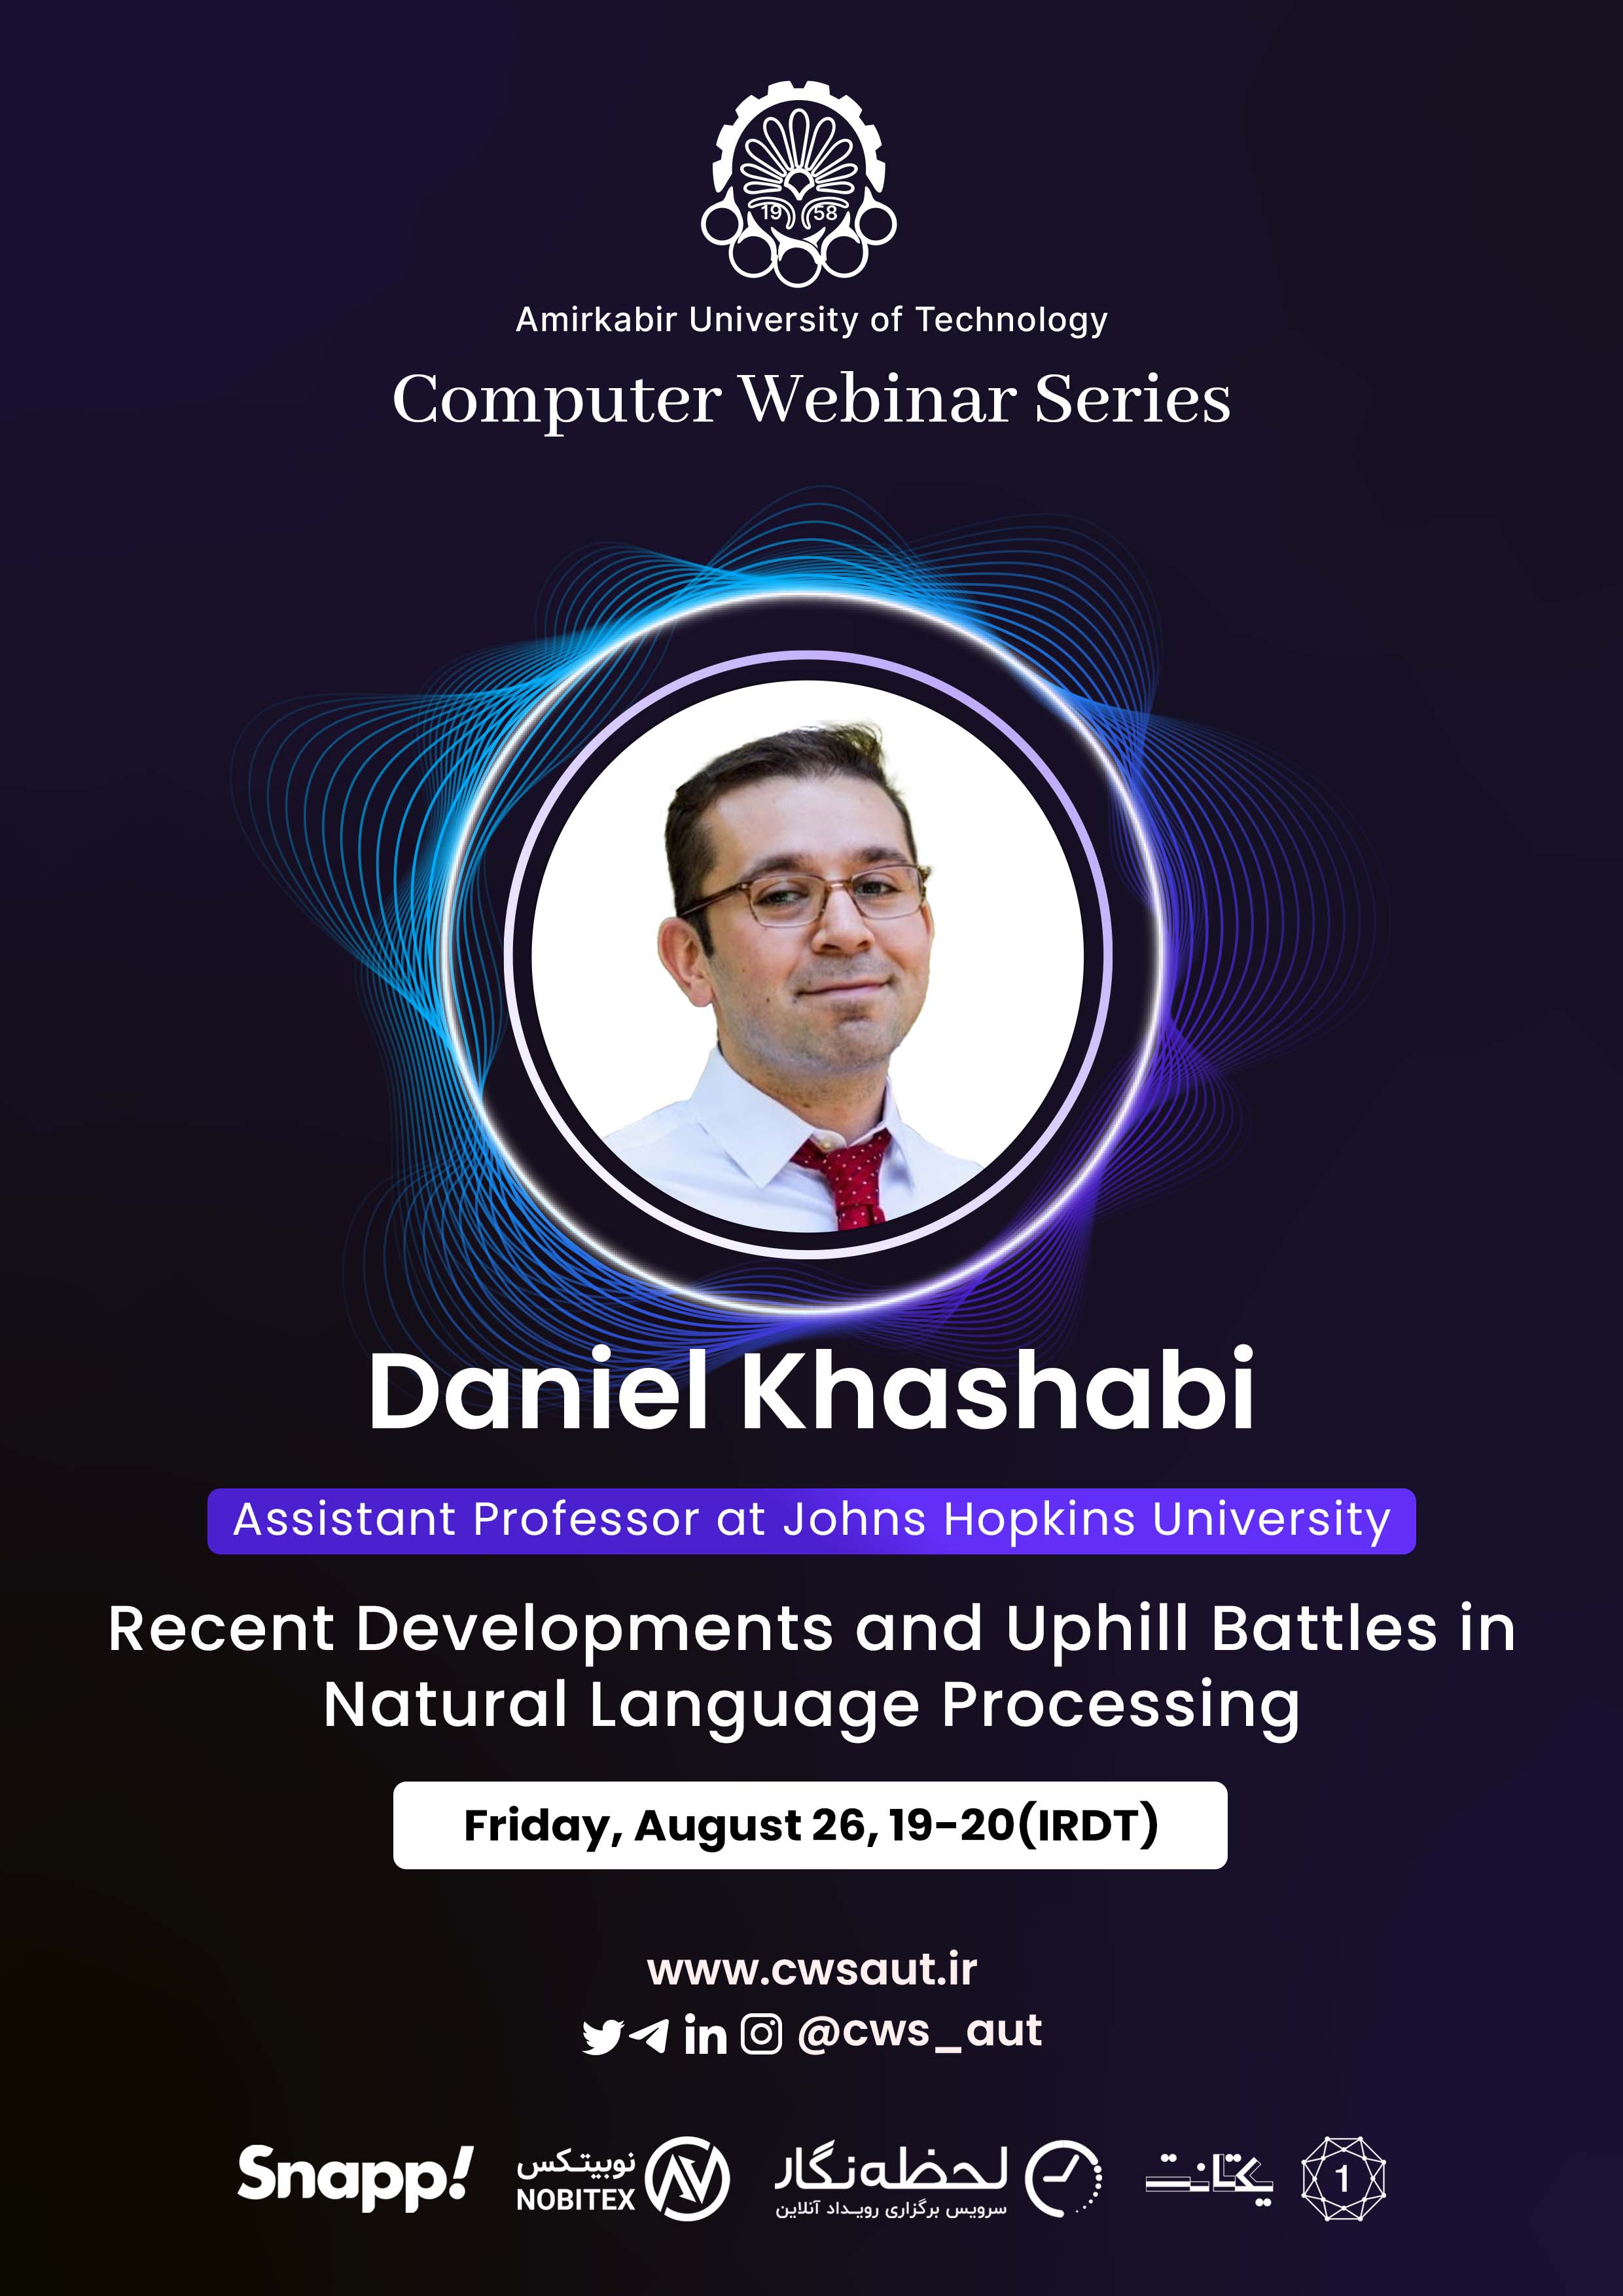 19 58
Amirkabir University of Technology
Computer Webinar Series
Daniel Khashabi
Assistant Professor at Johns Hopkins University
Recent Developments and Uphill Battles in
Natural Language Processing
Friday, August 26, 19-20(IRDT)
www.cwsaut.ir
in @cws_aut
Snapp!
نوبیتکس
NOBITEX
لحظه‌نگار
سرویس برگزاری رویداد آنلاین
یکتانت
1